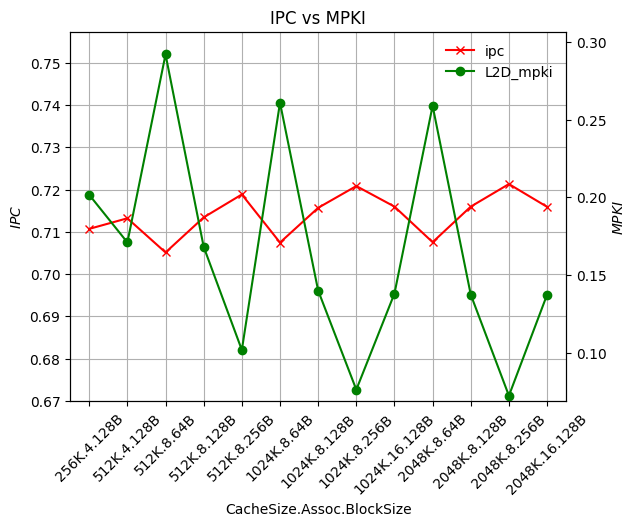 IPC vs MPKI
ipc
L2D_mpki
0.75
0.74
0.73
0.72
0.71
0.70
0.69
0.68
0.67
IPC
0.30
0.25
0.20
0.15
0.10
MPKI
256K.4.128B
512K.4.128B
512K.8.64B
512K.8.128B
512K.8.256B
1024K.8.64B
1024K.8.128B
1024K.8.256B
1024K.16.128B
2048K.8.64B
2048K.8.128B
2048K.8.256B
2048K.16.128B
CacheSize.Assoc.BlockSize